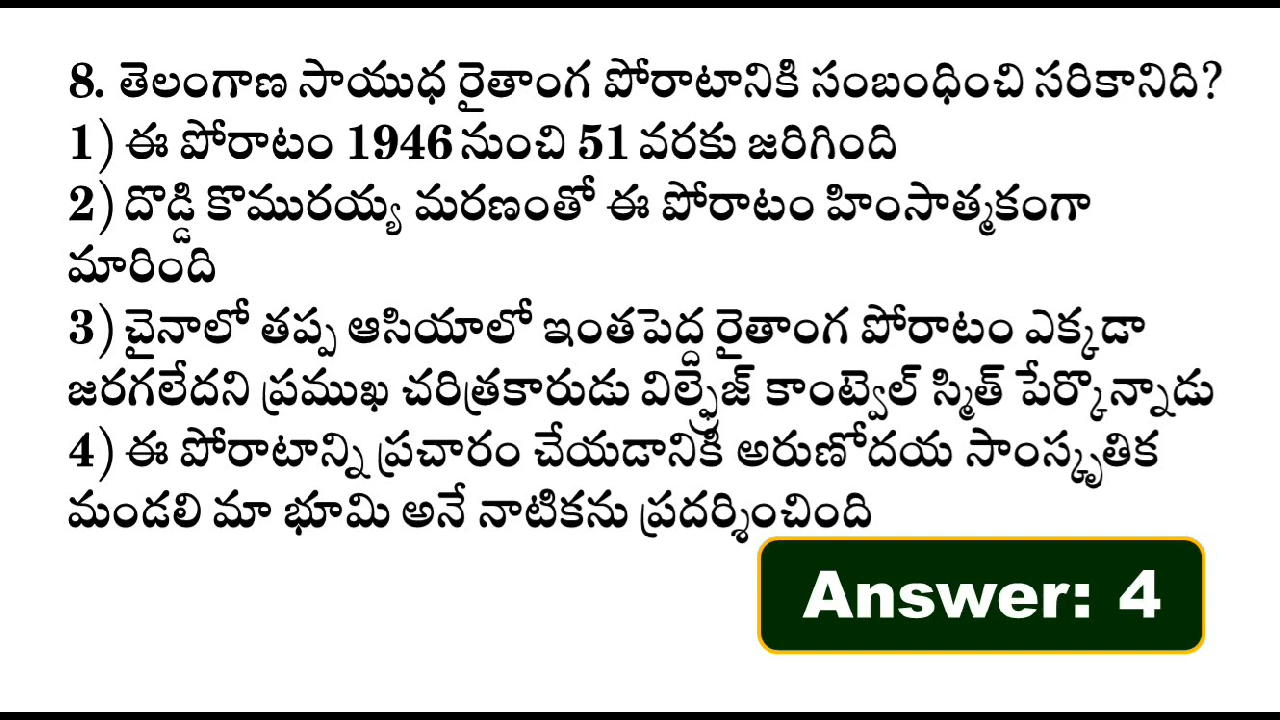 8. తెలంగాణ సాయుధ రైతాంగ పోరాటానికి సంబంధించి సరికానిది?
1) ఈ పోరాటం 1946 నుంచి 51 వరకు జరిగింది
2) దొడ్డి కొమురయ్య మరణంతో ఈ పోరాటం హింసాత్మకంగా
మారింది
3) చైనాలో తప్ప ఆసియాలో ఇంతపెద్ద రైతాంగ పోరాటం ఎక్కడా
జరగలేదని ప్రముఖ చరిత్రకారుడు విల్ఫ్రెజ్ కాంట్వెల్ స్మిత్ పేర్కొన్నాడు
4) ఈ పోరాటాన్ని ప్రచారం చేయడానికి అరుణోదయ సాంస్కృతిక
మండలి మా భూమి అనే నాటికను ప్రదర్శించింది
Answer: 4